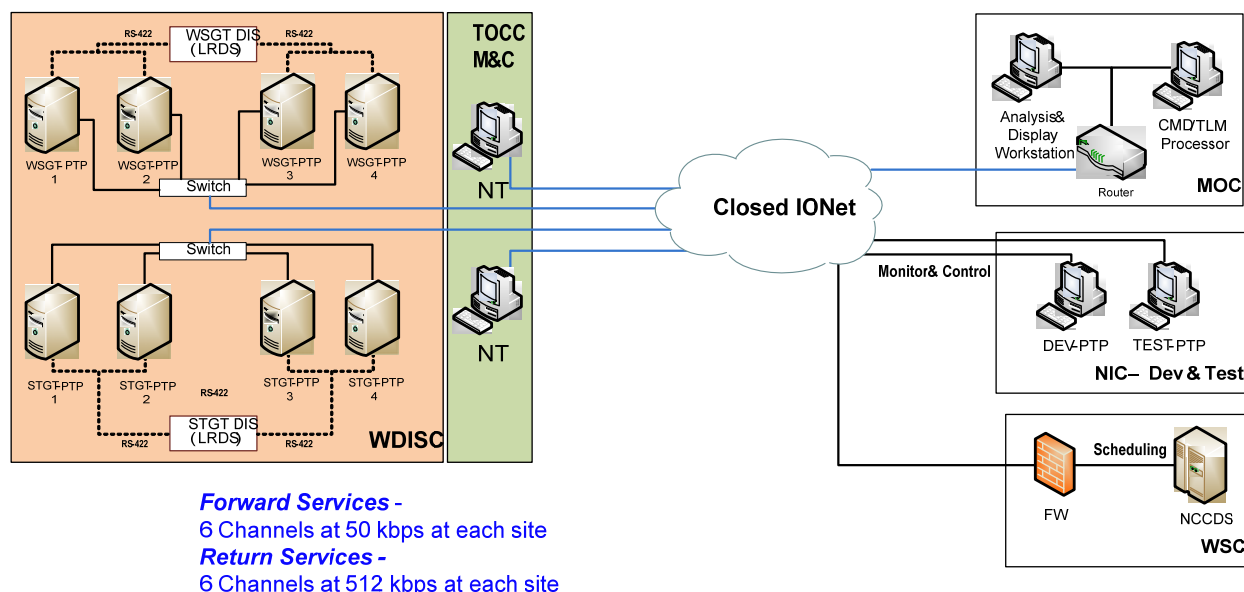 RS-422
WSGT DIS
(LRDS)
RS-422
WSGT-PTP
1
WSGT-PTP
2
WSGT-PTP
3
WSGT-PTP
4
Switch
Switch
STGT-PTP
1
STGT-PTP
2
RS-422
STGT-PTP
3
STGT-PTP
4
RS-422
STGT DIS
(LRDS)
RS-422
WDISC
TOCC
M&C
NT
NT
Closed IONet
Analysis&
Display
Workstation
CMD/TLM
Processor
Router
MOC
Monitor& Control
DEV-PTP
TEST-PTP
NIC– Dev & Test
Scheduling
FW
NCCDS
WSC
Forward Services -
6 Channels at 50 kbps at each site
Return Services -
6 Channels at 512 kbps at each site